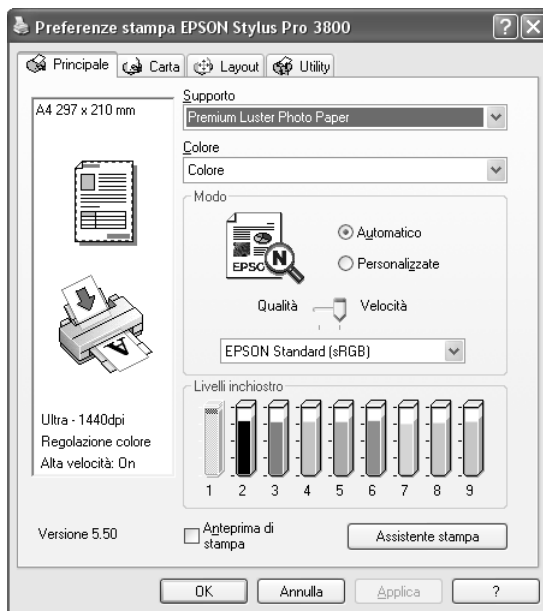 Preferenze stampa EPSON Stylus Pro 3800
Principale Carta Layout Utility
A4 297 x 210 mm
Supporto
Premium Luster Photo Paper
Colore
Colore
Modo
EPSO N
Automatico
Personalizzate
Qualità Velocità
EPSON Standard (sRGB)
Livelli inchiostro
1 2 3 4 5 6 7 8 9
A
Ultra - 1440dpi
Regolazione colore
Alta velocità: On
Versione 5.50
Anteprima di
stampa
Assistente stampa
OK Annulla Applica ?